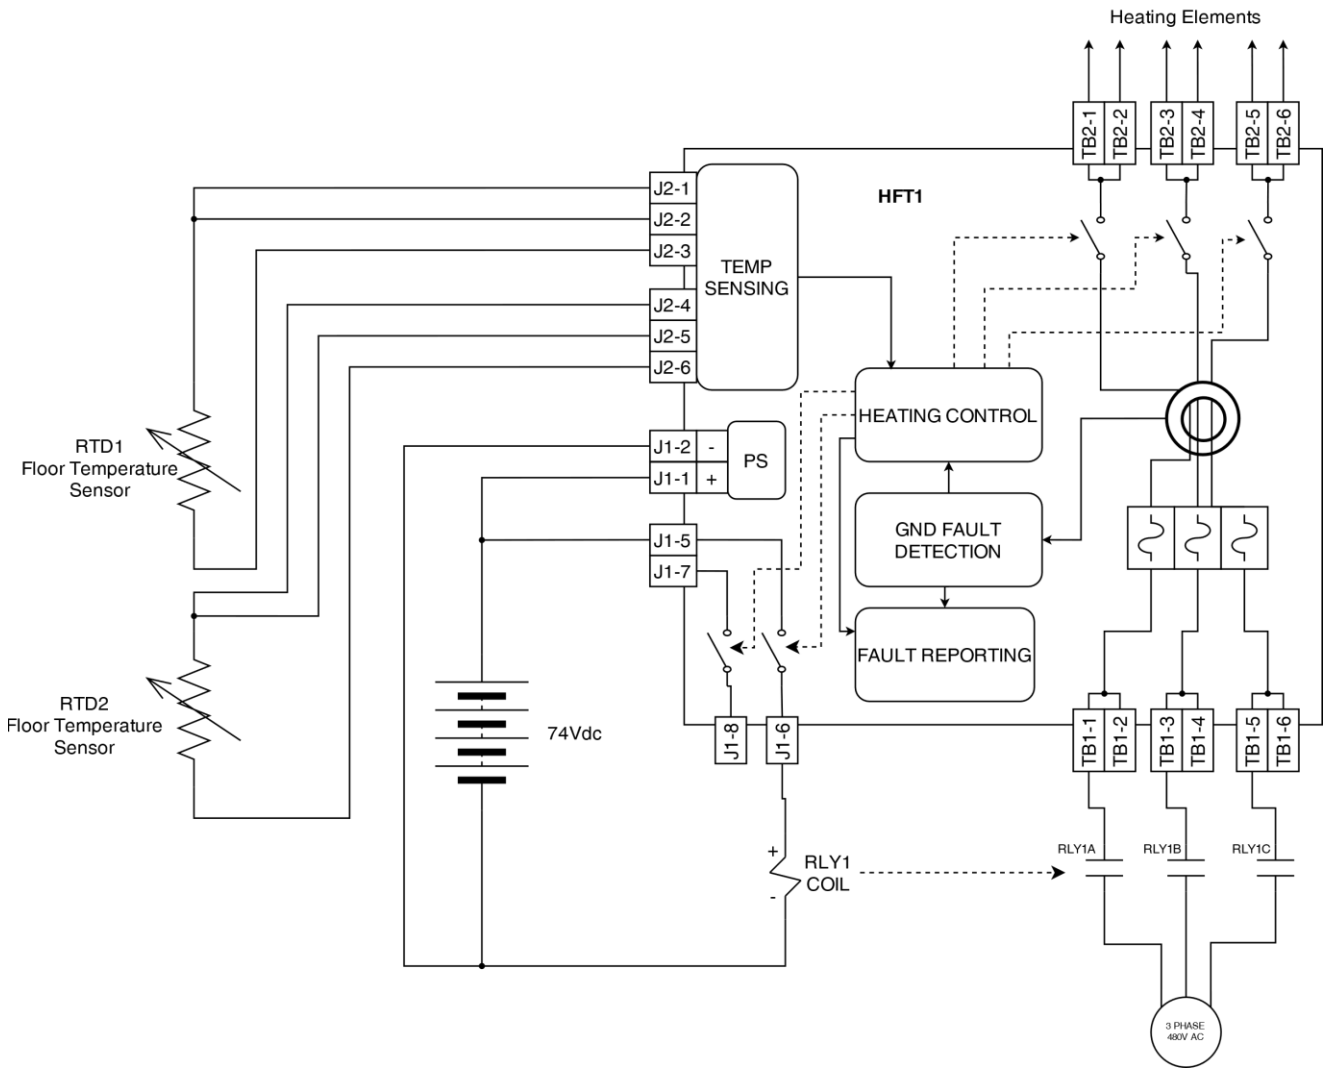 Heating Elements
TB2-1
TB2-2
TB2-3
TB2-4
TB2-5
TB2-6
HFT1
J2-1
J2-2
J2-3
J2-4
J2-5
J2-6
TEMP
SENSING
HEATING CONTROL
RTD1
Floor Temperature
Sensor
J1-2
-
J1-1
+
PS
J1-5
J1-7
GND FAULT
DETECTION
FAULT REPORTING
RTD2
Floor Temperature
Sensor
74Vdc
J1-8
J1-6
TB1-1
TB1-2
TB1-3
TB1-4
TB1-5
TB1-6
+
-
RLY1
COIL
RLY1A
RLY1B
RLY1C
3 PHASE
480V AC